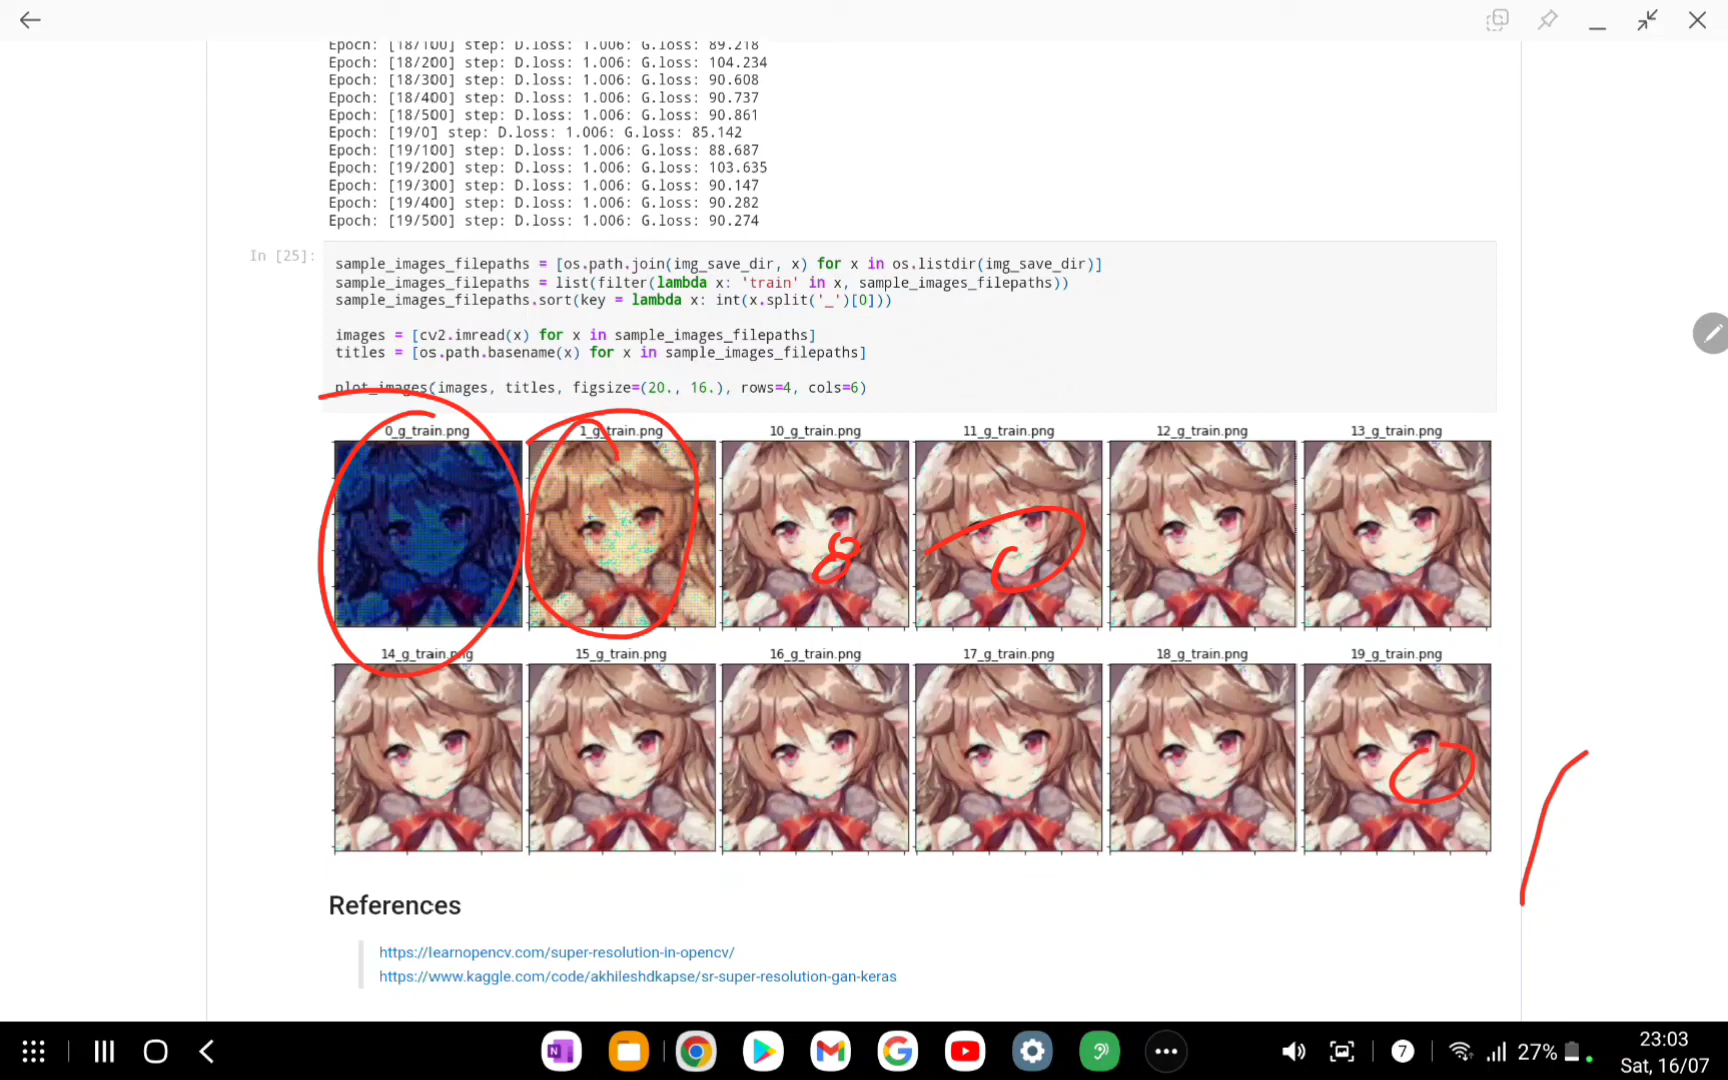 Epoch: [18/100] step: D.loss: 1.006: G.loss: 89.218
Epoch: [18/200] step: D.loss: 1.006: G.loss: 104.234
Epoch: [18/300] step: D.loss: 1.006: G.loss: 90.608
Epoch: [18/400] step: D.loss: 1.006: G.loss: 90.737
Epoch: [18/500] step: D.loss: 1.006: G.loss: 90.861
Epoch: [19/0] step: D.loss: 1.006: G.loss: 85.142
Epoch: [19/100] step: D.loss: 1.006: G.loss: 88.687
Epoch: [19/200] step: D.loss: 1.006: G.loss: 103.635
Epoch: [19/300] step: D.loss: 1.006: G.loss: 90.147
Epoch: [19/400] step: D.loss: 1.006: G.loss: 90.282
Epoch: [19/500] step: D.loss: 1.006: G.loss: 90.274
In [25]:
sample_images_filepaths = [os.path.join(img_save_dir, x) for x in os.listdir(img_save_dir)]
sample_images_filepaths = list(filter(lambda x: 'train' in x, sample_images_filepaths))
sample_images_filepaths.sort(key = lambda x: int(x.split('_')[0]))
images = [cv2.imread(x) for x in sample_images_filepaths]
titles = [os.path.basename(x) for x in sample_images_filepaths]
plot_images(images, titles, figsize=(20., 16.), rows=4, cols=6)
0_g_train.png 1_g_train.png 10_g_train.png 11_g_train.png 12_g_train.png 13_g_train.png
14_g_train.png 15_g_train.png 16_g_train.png 17_g_train.png 18_g_train.png 19_g_train.png
References
https://learnopencv.com/super-resolution-in-opencv/
https://www.kaggle.com/code/akhileshdkapse/sr-super-resolution-gan-keras
7
27%
23:03
Sat, 16/07